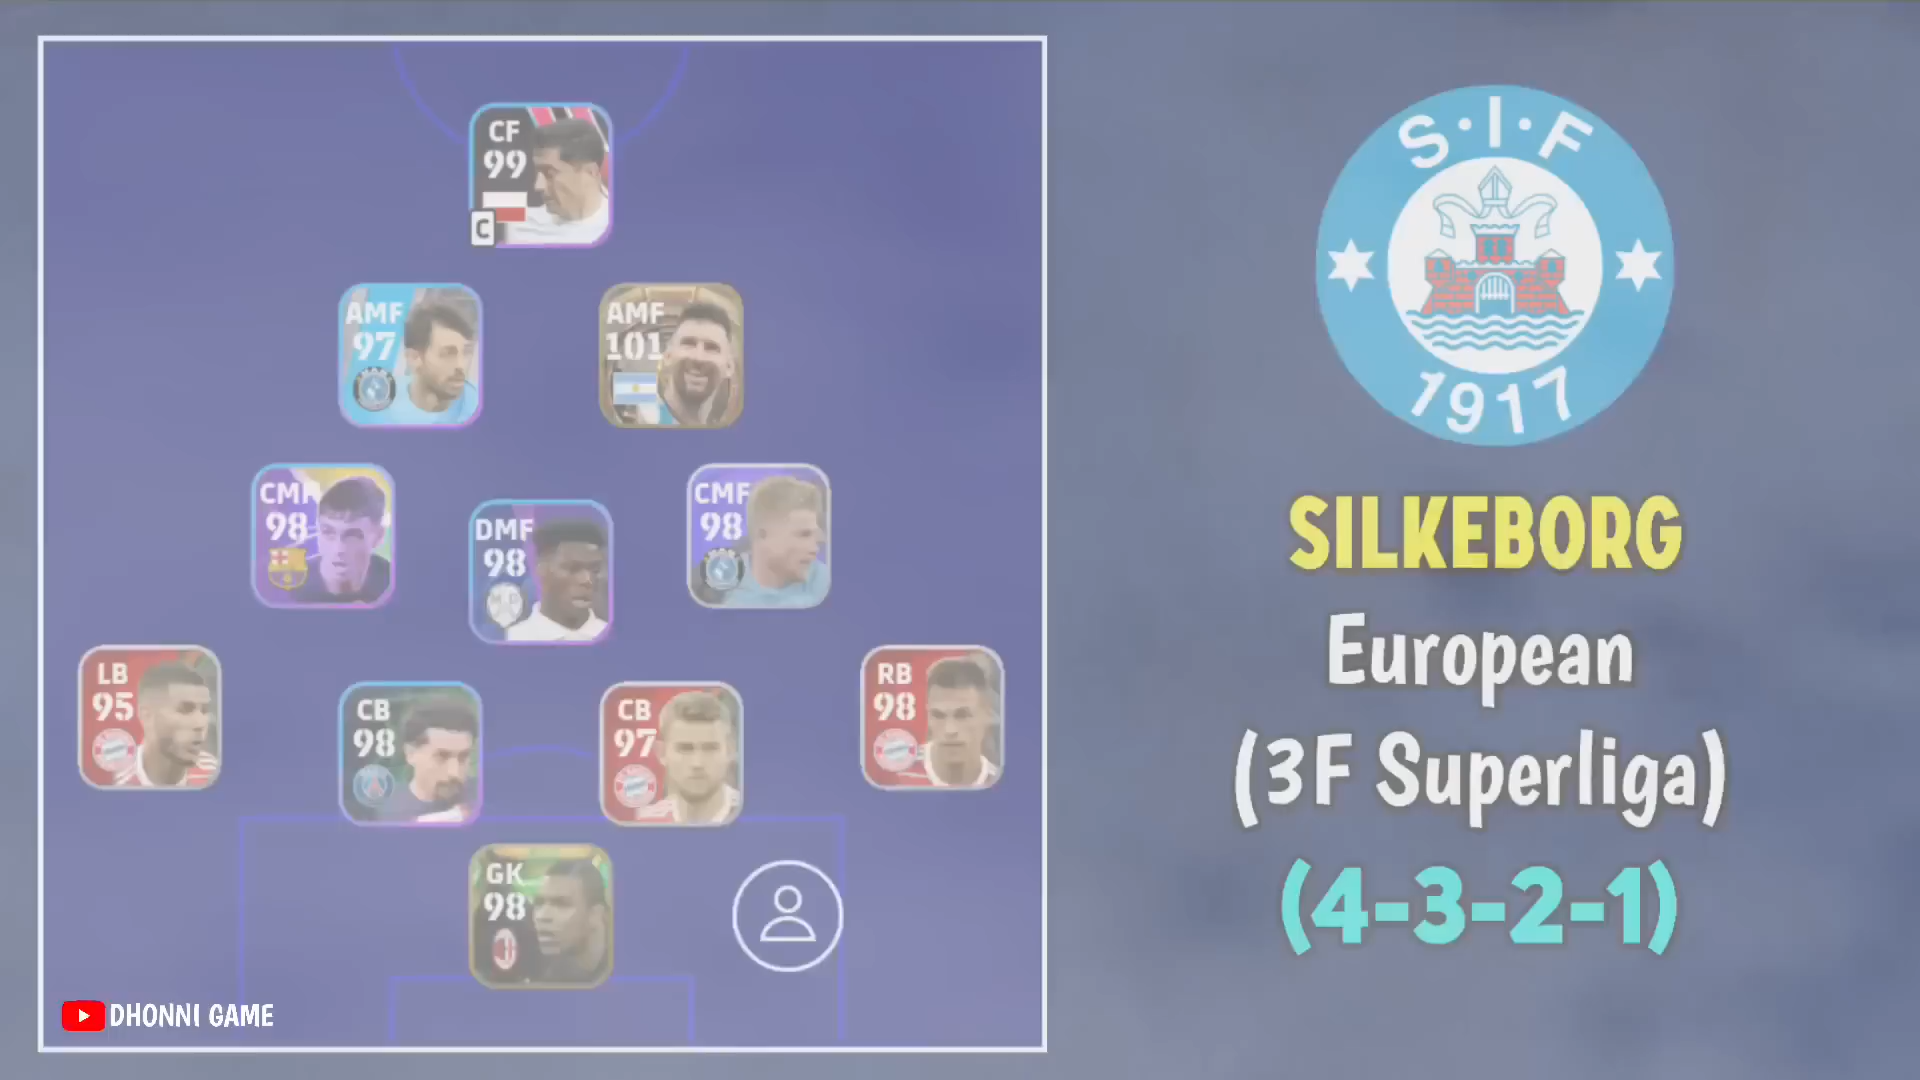 CF
99
C
AMF
97
AMF
101
CMF
98
DMF
98
CMF
98
LB
95
CB
98
CB
97
RB
98
GK
98
DHONNI GAME
S·I·F
1917
SILKEBORG
European
(3F Superliga)
(4-3-2-1)